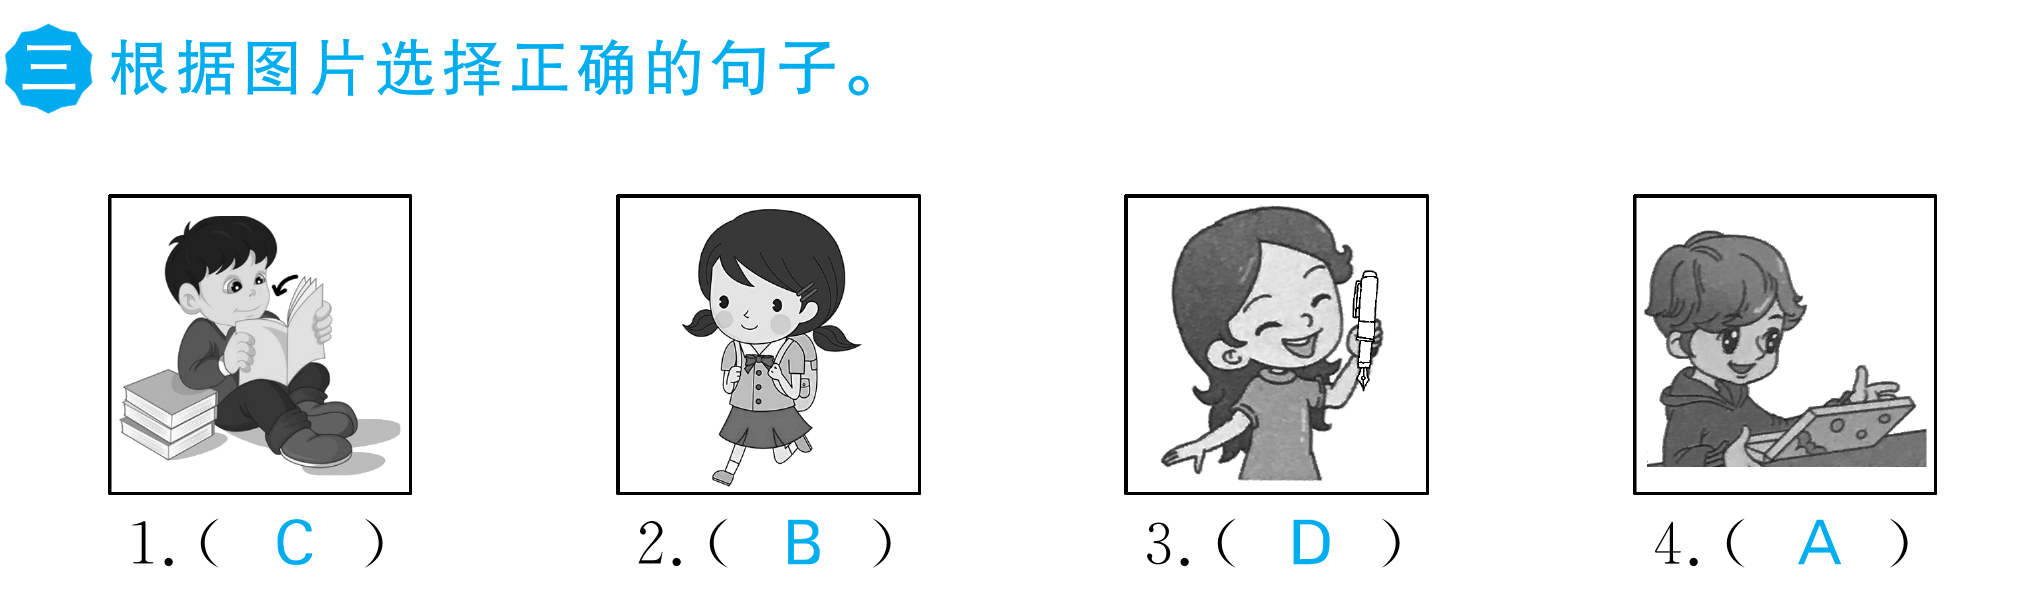 三 根据图片选择正确的句子。
1.( C ) 2.( B ) 3.( D ) 4.( A )